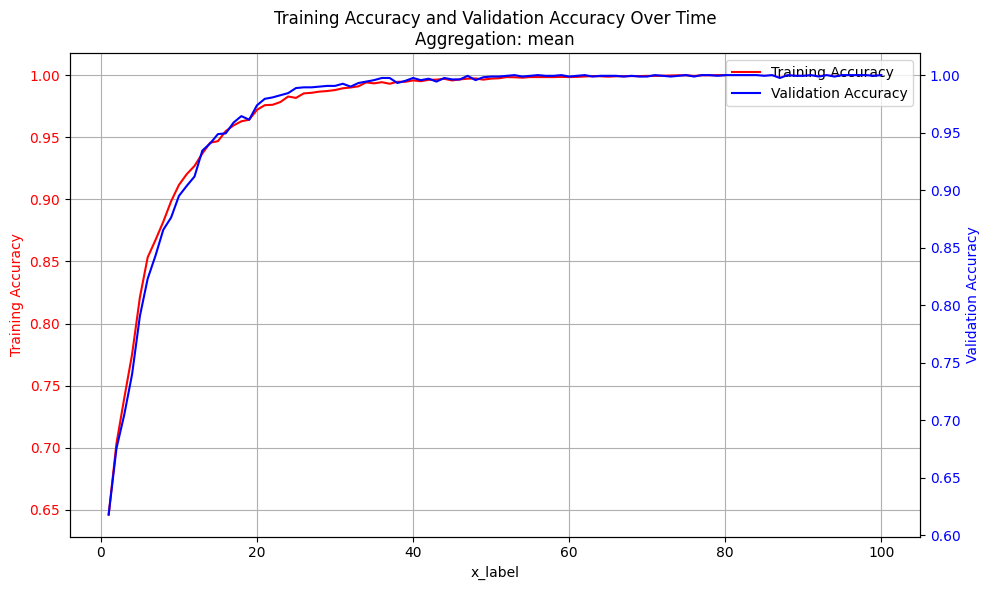 Training Accuracy and Validation Accuracy Over Time
Aggregation: mean
Training Accuracy
Validation Accuracy
1.00
0.95
0.90
0.85
0.80
0.75
0.70
0.65
Training Accuracy
1.00
0.95
0.90
0.85
0.80
0.75
0.70
0.65
0.60
Validation Accuracy
0 20 40 60 80 100
x_label